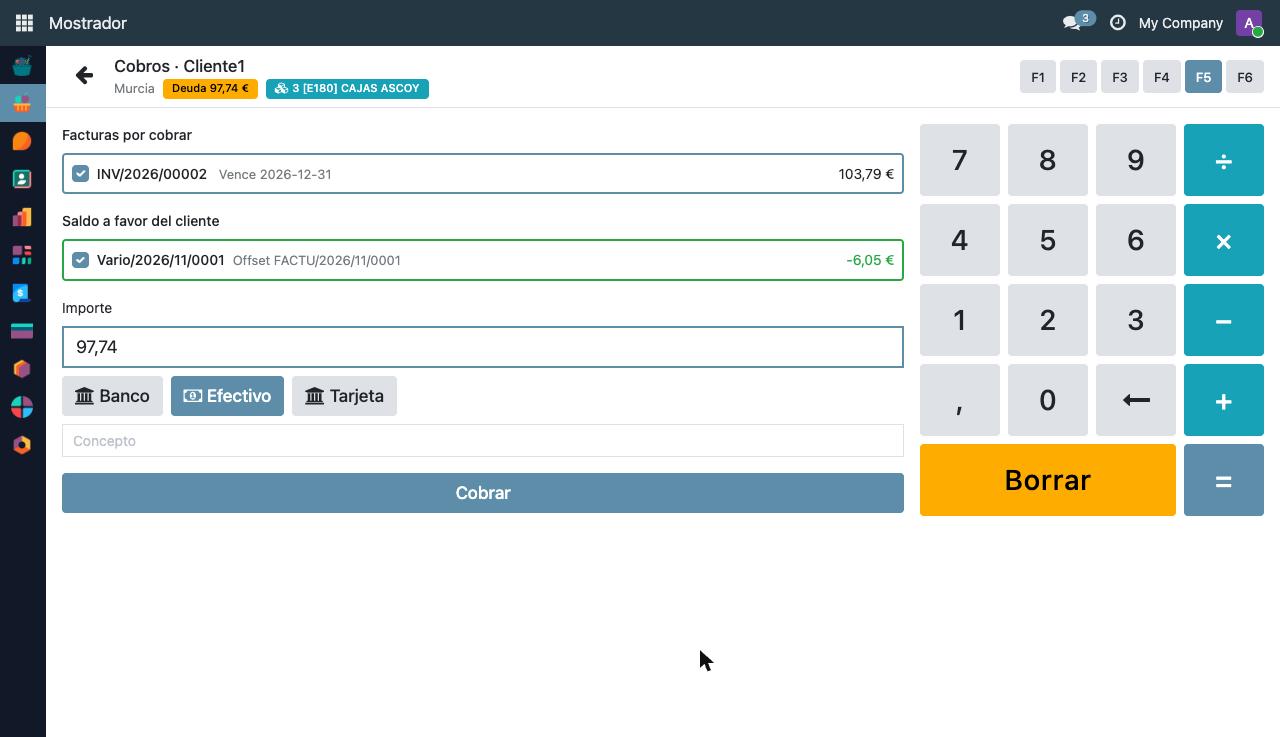 Mostrador
3
My Company
A
Cobros · Cliente1
Murcia
Deuda 97,74 €
3 [E180] CAJAS ASCOY
F1
F2
F3
F4
F5
F6
Facturas por cobrar
INV/2026/00002 Vence 2026-12-31 103,79 €
Saldo a favor del cliente
Vario/2026/11/0001 Offset FACTU/2026/11/0001 -6,05 €
Importe
97,74
Banco
Efectivo
Tarjeta
Concepto
Cobrar
7 8 9 ÷
4 5 6 ×
1 2 3 −
, 0 ← +
Borrar =